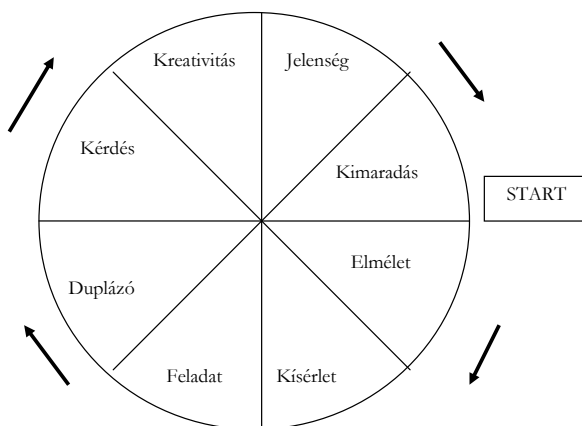 Kreativitás
Jelenség
Kérdés
Kimaradás
START
Elmélet
Duplázó
Feladat
Kísérlet